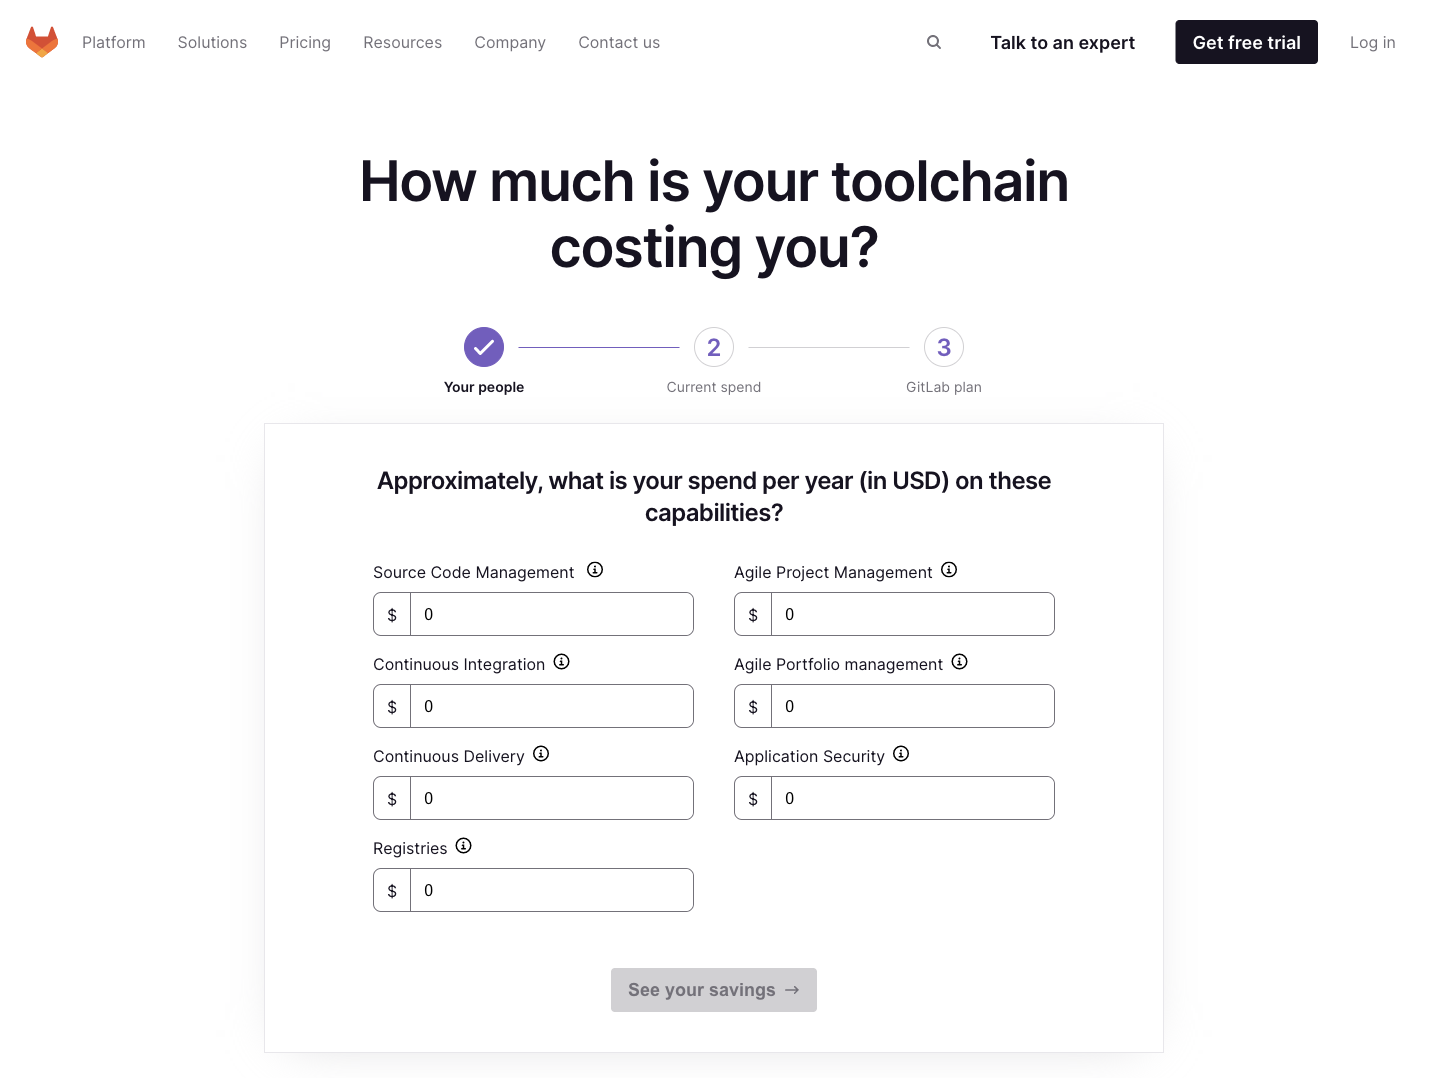 Platform Solutions Pricing Resources Company Contact us Talk to an expert Get free trial Log in
How much is your toolchain
costing you?
2 3
Your people Current spend GitLab plan
Approximately, what is your spend per year (in USD) on these
capabilities?
Source Code Management Agile Project Management
$ 0 $ 0
Continuous Integration Agile Portfolio management
$ 0 $ 0
Continuous Delivery Application Security
$ 0 $ 0
Registries
$ 0
See your savings →